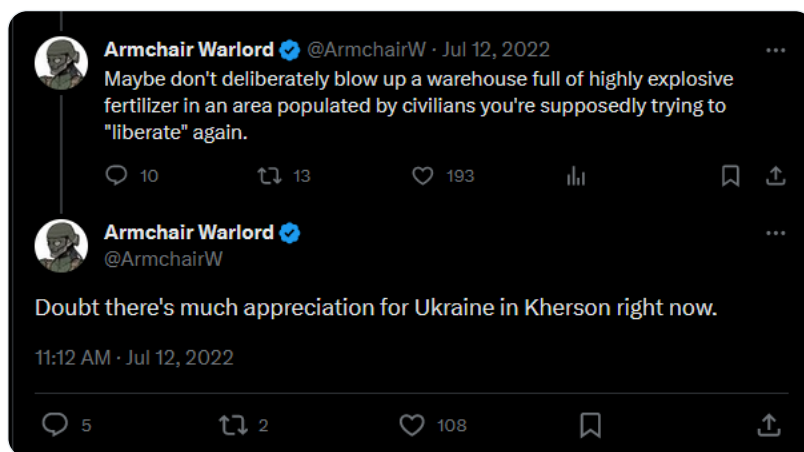 Armchair Warlord @ArmchairW · Jul 12, 2022
Maybe don't deliberately blow up a warehouse full of highly explosive
fertilizer in an area populated by civilians you're supposedly trying to
"liberate" again.
10 13 193
Armchair Warlord
@ArmchairW
Doubt there's much appreciation for Ukraine in Kherson right now.
11:12 AM · Jul 12, 2022
5 2 108